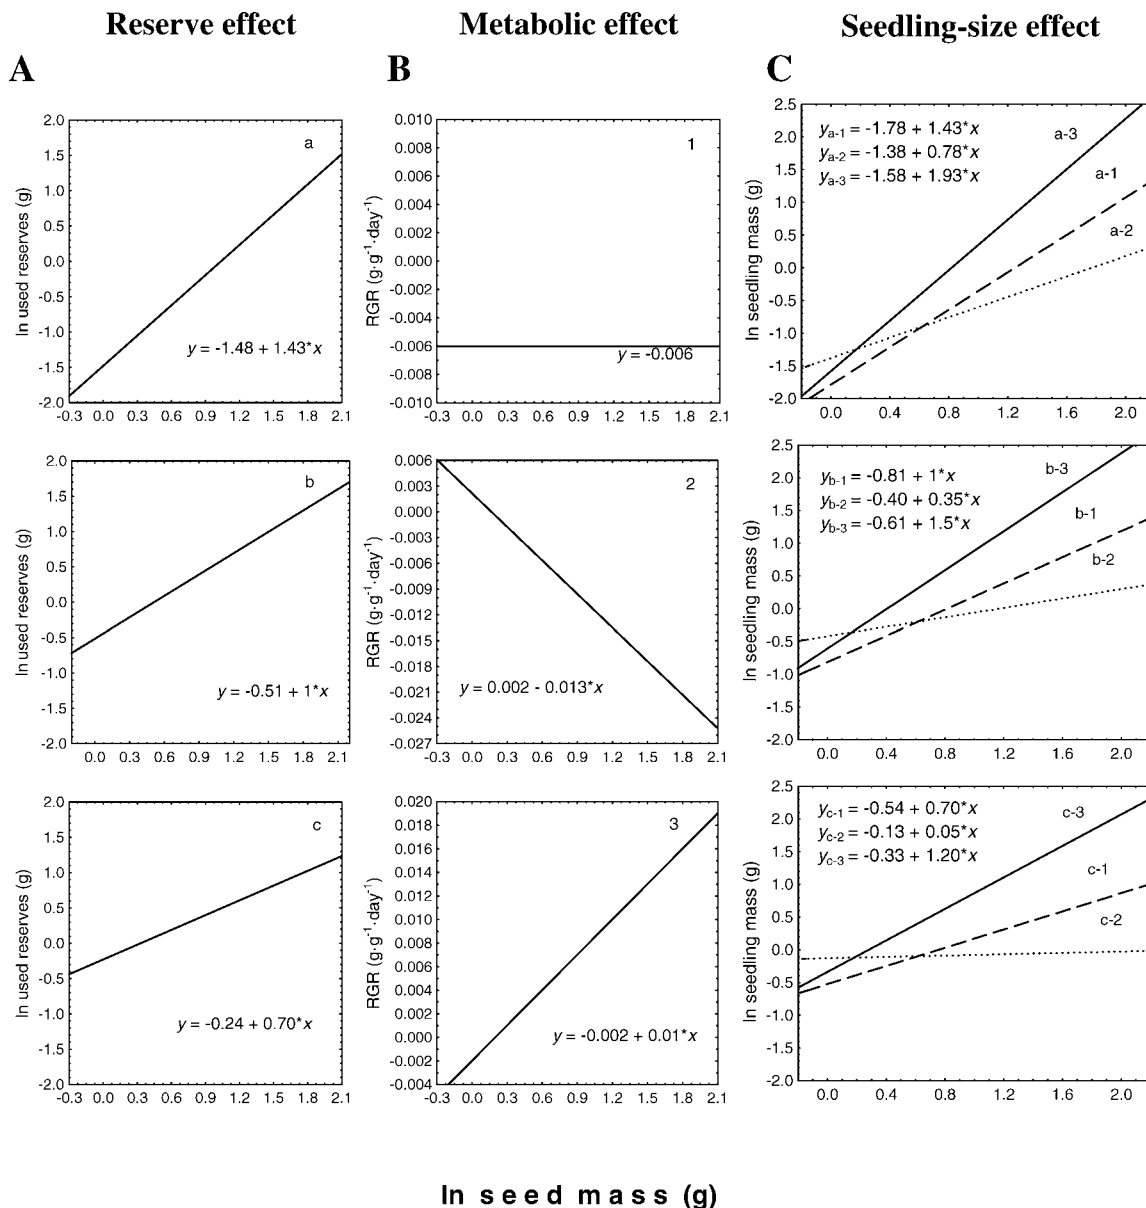 Reserve effect
Metabolic effect
Seedling-size effect
A
B
C
ln used reserves (g)
2.0
1.5
1.0
0.5
0.0
-0.5
-1.0
-1.5
-2.0
a
y = -1.48 + 1.43*x
-0.3 0.0 0.3 0.6 0.9 1.2 1.5 1.8 2.1
RGR (g·g-1·day-1)
0.010
0.008
0.006
0.004
0.002
0.000
-0.002
-0.004
-0.006
-0.008
-0.010
1
y = -0.006
-0.3 0.0 0.3 0.6 0.9 1.2 1.5 1.8 2.1
ln seedling mass (g)
2.5
2.0
1.5
1.0
0.5
0.0
-0.5
-1.0
-1.5
-2.0
ya-1 = -1.78 + 1.43*x
ya-2 = -1.38 + 0.78*x
ya-3 = -1.58 + 1.93*x
a-3
a-1
a-2
0.0 0.4 0.8 1.2 1.6 2.0
ln used reserves (g)
2.0
1.5
1.0
0.5
0.0
-0.5
-1.0
-1.5
-2.0
b
y = -0.51 + 1*x
0.0 0.3 0.6 0.9 1.2 1.5 1.8 2.1
RGR (g·g-1·day-1)
0.006
0.003
0.000
-0.003
-0.006
-0.009
-0.012
-0.015
-0.018
-0.021
-0.024
-0.027
2
y = 0.002 - 0.013*x
-0.3 0.0 0.3 0.6 0.9 1.2 1.5 1.8 2.1
ln seedling mass (g)
2.5
2.0
1.5
1.0
0.5
0.0
-0.5
-1.0
-1.5
-2.0
yb-1 = -0.81 + 1*x
yb-2 = -0.40 + 0.35*x
yb-3 = -0.61 + 1.5*x
b-3
b-1
b-2
0.0 0.4 0.8 1.2 1.6 2.0
ln used reserves (g)
2.0
1.5
1.0
0.5
0.0
-0.5
-1.0
-1.5
-2.0
c
y = -0.24 + 0.70*x
-0.3 0.0 0.3 0.6 0.9 1.2 1.5 1.8 2.1
RGR (g·g-1·day-1)
0.020
0.018
0.016
0.014
0.012
0.010
0.008
0.006
0.004
0.002
0.000
-0.002
-0.004
3
y = -0.002 + 0.01*x
-0.3 0.0 0.3 0.6 0.9 1.2 1.5 1.8 2.1
ln seedling mass (g)
2.5
2.0
1.5
1.0
0.5
0.0
-0.5
-1.0
-1.5
-2.0
yc-1 = -0.54 + 0.70*x
yc-2 = -0.13 + 0.05*x
yc-3 = -0.33 + 1.20*x
c-3
c-1
c-2
0.0 0.4 0.8 1.2 1.6 2.0
ln seed mass (g)